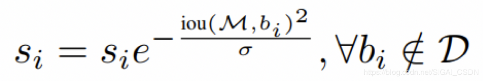 $s_i = s_i e^{-\frac{\mathrm{iou}(\mathcal{M}, b_i)^2}{\sigma}}, \forall b_i \notin \mathcal{D}$